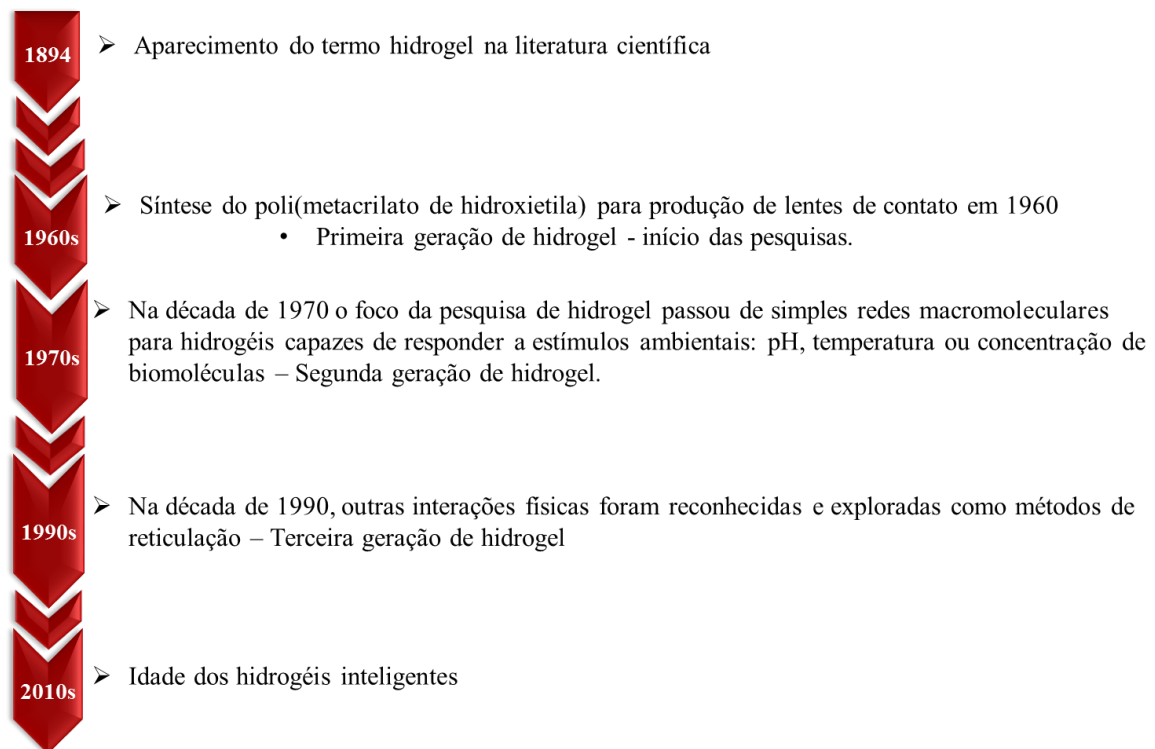 1894
➢ Aparecimento do termo hidrogel na literatura científica
1960s
➢ Síntese do poli(metacrilato de hidroxietila) para produção de lentes de contato em 1960
• Primeira geração de hidrogel - início das pesquisas.
1970s
➢ Na década de 1970 o foco da pesquisa de hidrogel passou de simples redes macromoleculares
para hidrogéis capazes de responder a estímulos ambientais: pH, temperatura ou concentração de
biomoléculas – Segunda geração de hidrogel.
1990s
➢ Na década de 1990, outras interações físicas foram reconhecidas e exploradas como métodos de
reticulação – Terceira geração de hidrogel
2010s
➢ Idade dos hidrogéis inteligentes